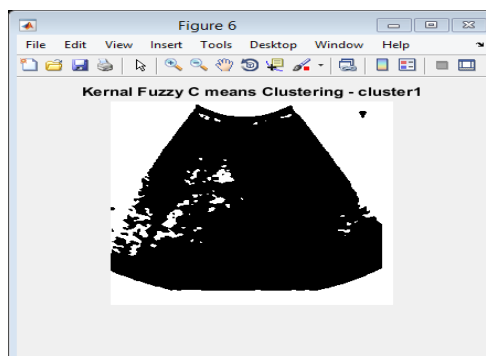 Figure 6
File Edit View Insert Tools Desktop Window Help
Kernal Fuzzy C means Clustering - cluster1